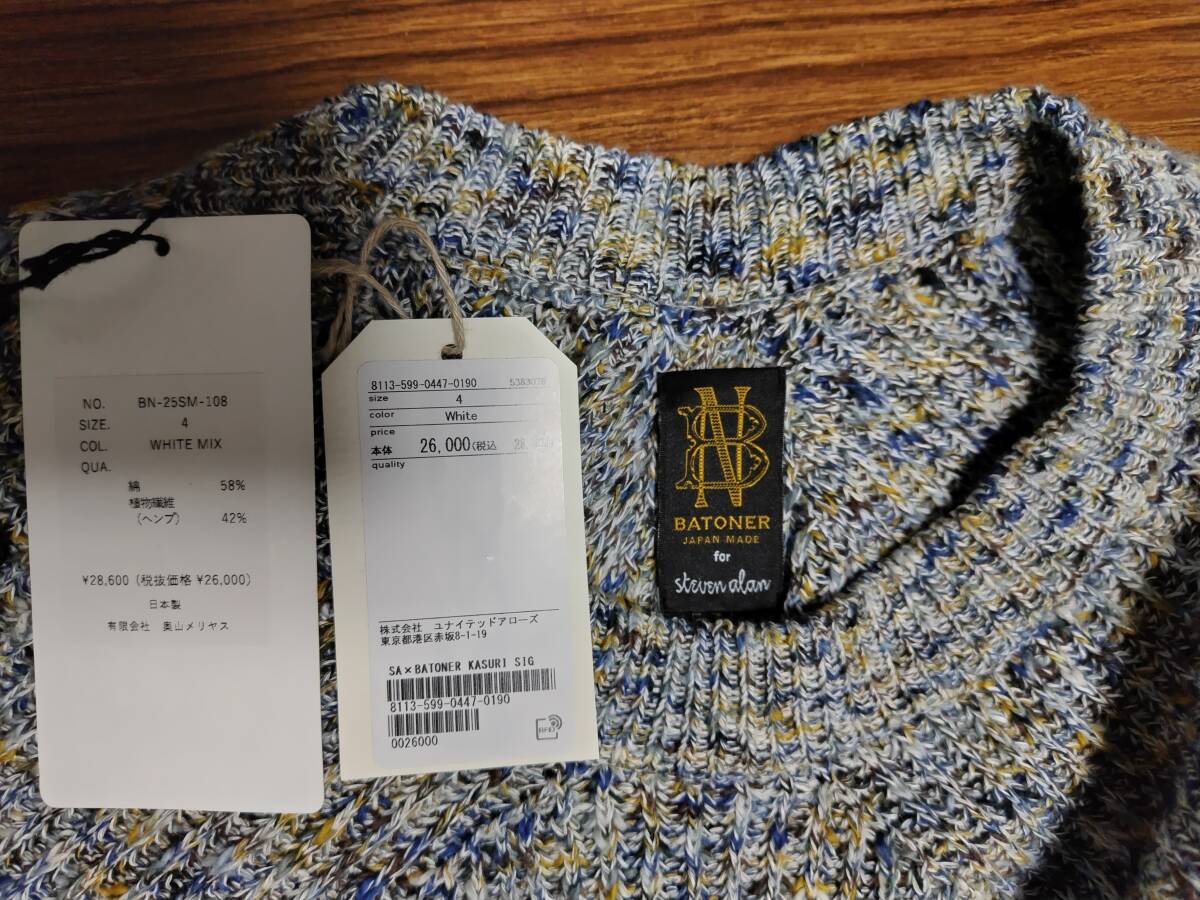 NO. BN-25SM-108
SIZE. 4
COL. WHITE MIX
QUA.
綿 58%
植物繊維
(ヘンプ) 42%
¥28,600 (税抜価格 ¥26,000)
日本製
有限会社 奥山メリヤス
8113-599-0447-0190
size 4
color White
price
本体 26,000(税込
quality
株式会社 ユナイテッドアローズ
東京都港区赤坂8-1-19
SA×BATONER KASURI SIG
8113-599-0447-0190
0026000
RFID
BN
BATONER
JAPAN MADE
for
steven alan